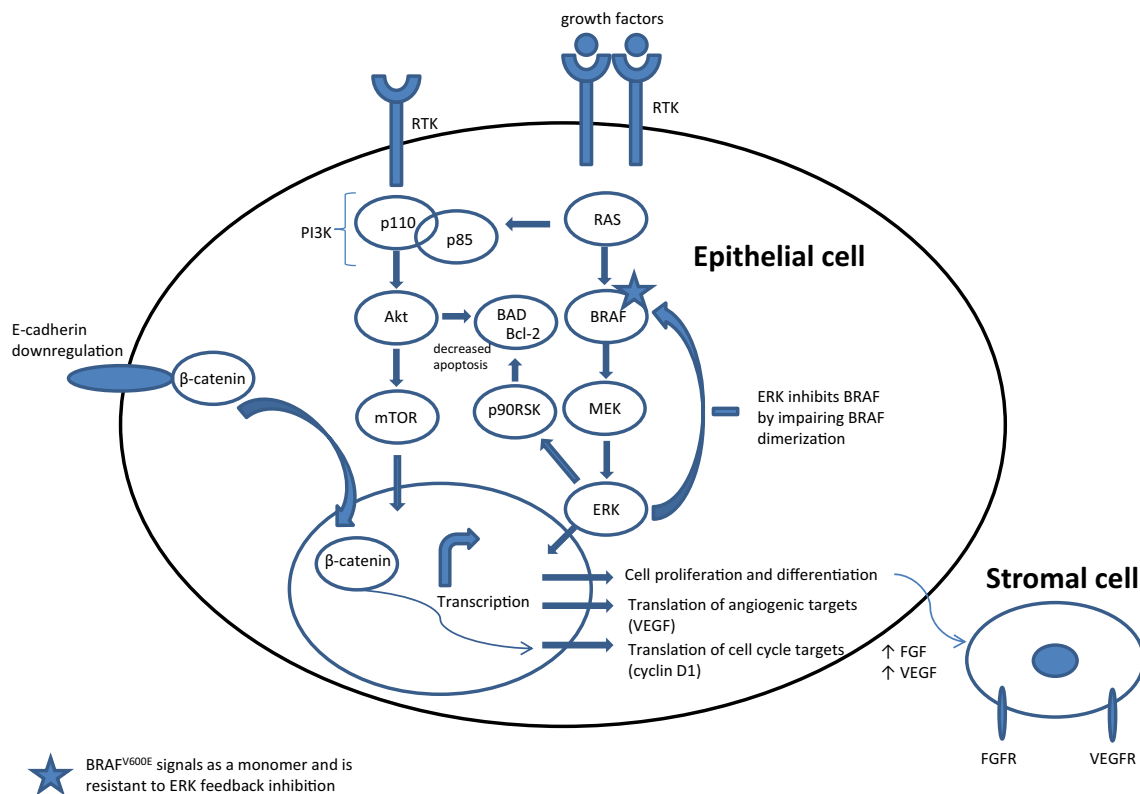 growth factors
RTK
RTK
p110
p85
PI3K
RAS
Epithelial cell
Akt
BAD
Bcl-2
BRAF
decreased
apoptosis
E-cadherin
downregulation
β-catenin
mTOR
p90RSK
MEK
ERK inhibits BRAF
by impairing BRAF
dimerization
ERK
β-catenin
Transcription
Cell proliferation and differentiation
Translation of angiogenic targets
(VEGF)
Translation of cell cycle targets
(cyclin D1)
Stromal cell
↑ FGF
↑ VEGF
FGFR
VEGFR
BRAFV600E signals as a monomer and is
resistant to ERK feedback inhibition